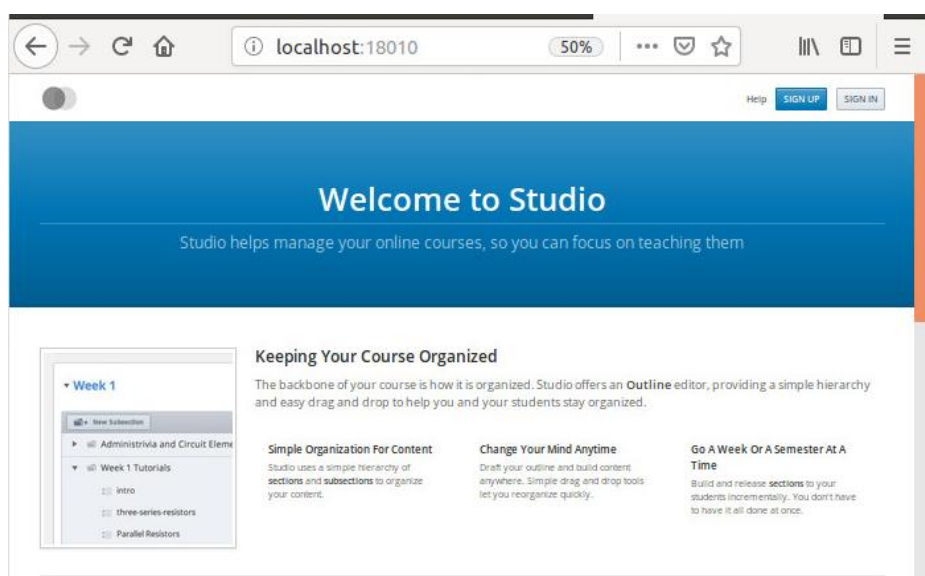 localhost:18010
50%
Help
SIGN UP
SIGN IN
Welcome to Studio
Studio helps manage your online courses, so you can focus on teaching them
Week 1
New Subsection
Administrivia and Circuit Eleme
Week 1 Tutorials
intro
three-series-resistors
Parallel Resistors
Keeping Your Course Organized
The backbone of your course is how it is organized. Studio offers an Outline editor, providing a simple hierarchy
and easy drag and drop to help you and your students stay organized.
Simple Organization For Content
Studio uses a simple hierarchy of
sections and subsections to organize
your content.
Change Your Mind Anytime
Draft your outline and build content
anywhere. Simple drag and drop tools
let you reorganize quickly.
Go A Week Or A Semester At A
Time
Build and release sections to your
students incrementally. You don't have
to have it all done at once.